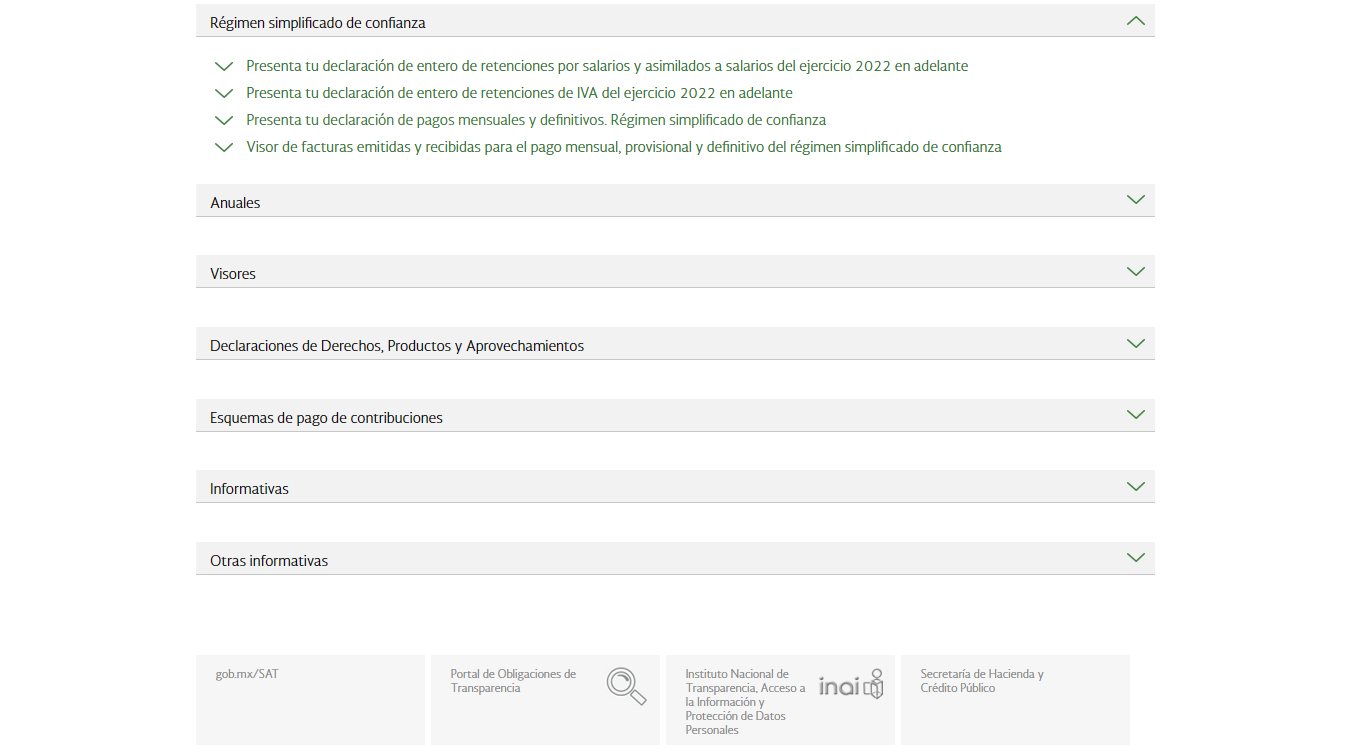 Régimen simplificado de confianza
Presenta tu declaración de entero de retenciones por salarios y asimilados a salarios del ejercicio 2022 en adelante
Presenta tu declaración de entero de retenciones de IVA del ejercicio 2022 en adelante
Presenta tu declaración de pagos mensuales y definitivos. Régimen simplificado de confianza
Visor de facturas emitidas y recibidas para el pago mensual, provisional y definitivo del régimen simplificado de confianza
Anuales
Visores
Declaraciones de Derechos, Productos y Aprovechamientos
Esquemas de pago de contribuciones
Informativas
Otras informativas
gob.mx/SAT
Portal de Obligaciones de
Transparencia
Instituto Nacional de
Transparencia, Acceso a
la Información y
Protección de Datos
Personales
inai
Secretaría de Hacienda y
Crédito Público